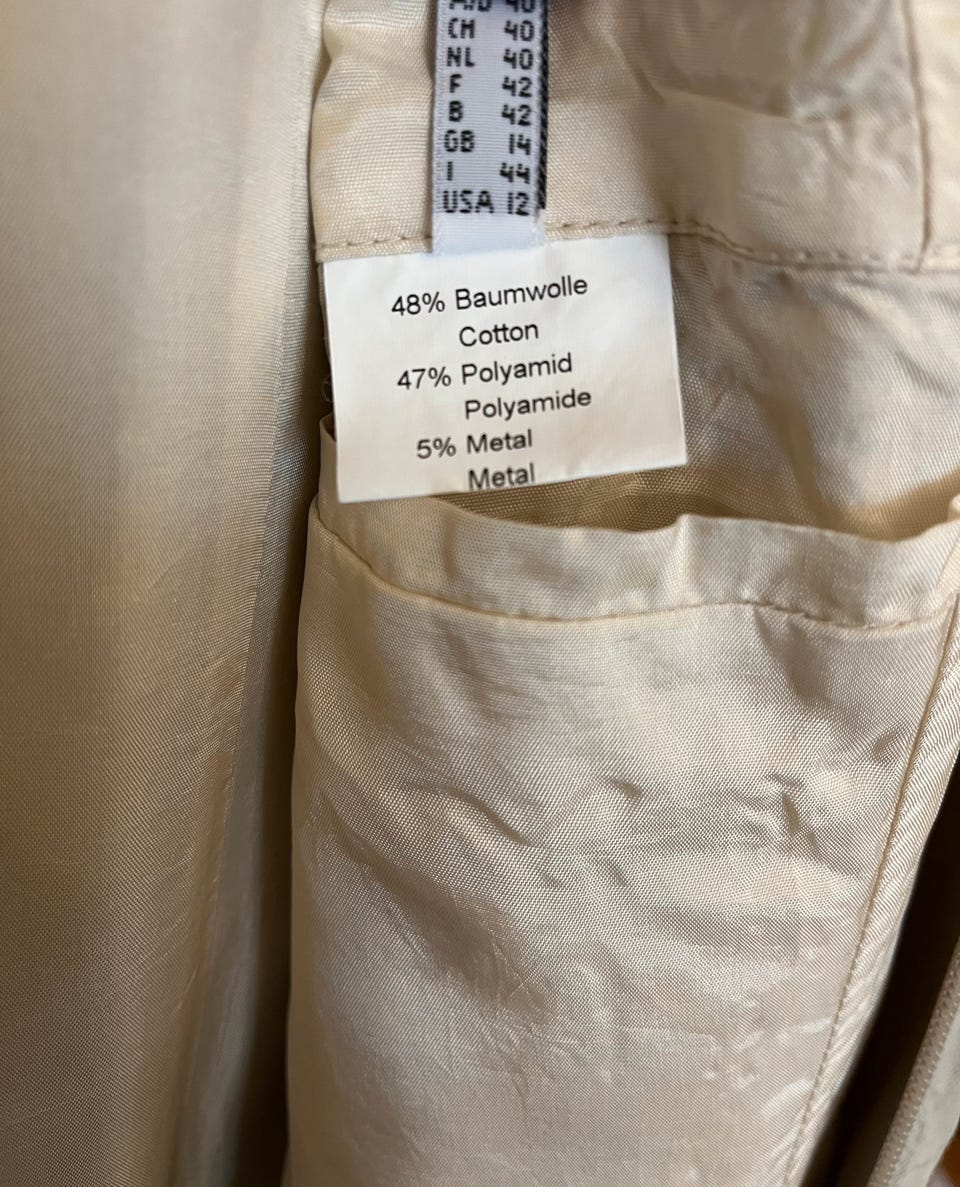 A/D 40
CH 40
NL 40
F 42
B 42
GB 14
I 44
USA 12
48% Baumwolle
Cotton
47% Polyamid
Polyamide
5% Metal
Metal